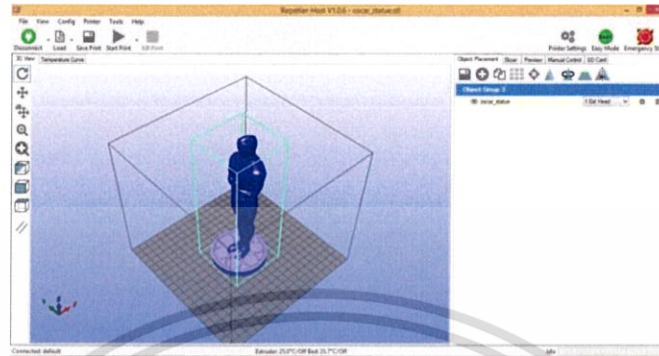 Repetier-Host V1.0.6 - oscar_statue.stl
File View Config Printer Tools Help
Disconnect Load Save Print Start Print Kill Print Printer Settings Easy Mode Emergency St
3D View Temperature Curve Object Placement Slicer Preview Manual Control SD Card
Object Group 1
oscar_statue 1 Ext Head
Connected: default Extruder: 25.0°C/Off Bed: 25.7°C/Off Idle